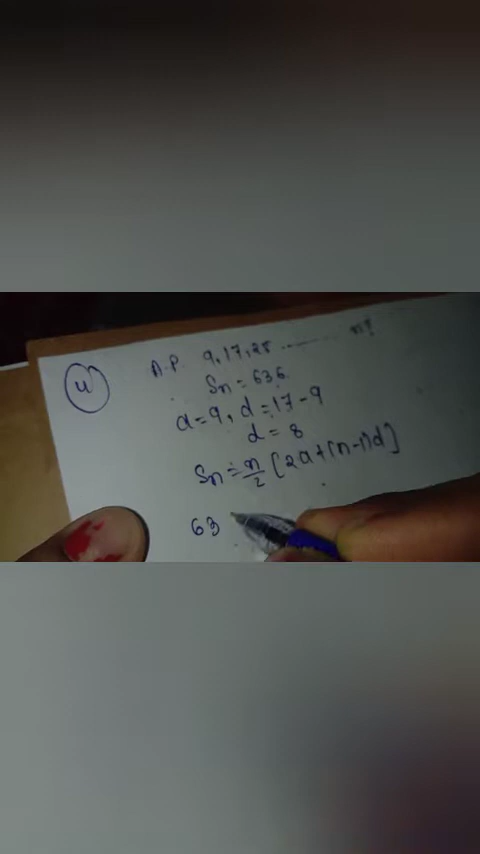 4
A.P. 9, 17, 25 .......... n?
Sn = 636
a = 9, d = 17 - 9
d = 8
Sn = n/2 [2a + (n-1)d]
63